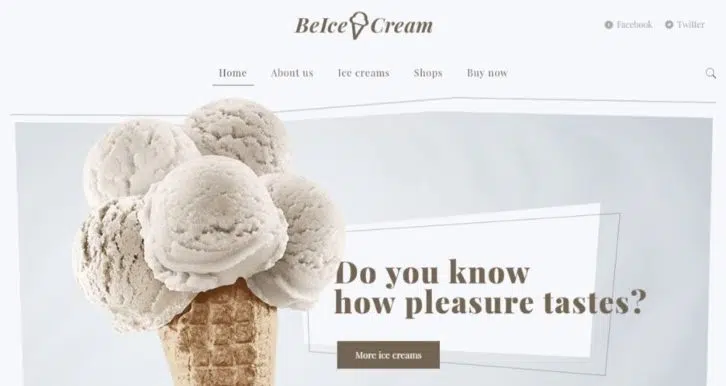 BeIce Cream
Facebook Twitter
Home About us Ice creams Shops Buy now
Do you know
how pleasure tastes?
More ice creams